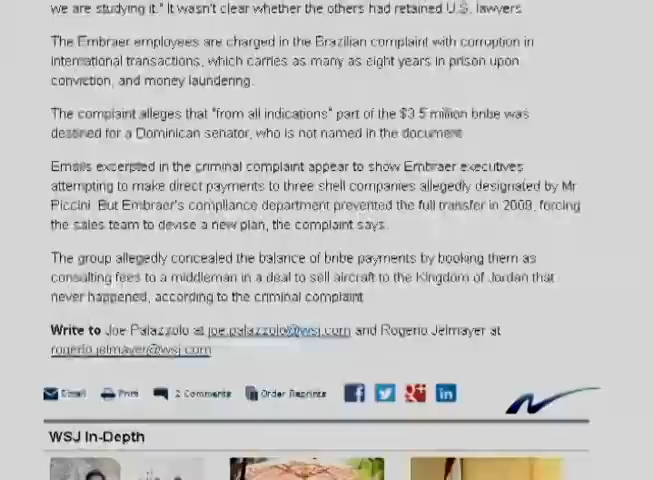 we are studying it." It wasn't clear whether the others had retained U.S. lawyers
The Embraer employees are charged in the Brazilian complaint with corruption in
international transactions, which carries as many as eight years in prison upon
conviction, and money laundering.
The complaint alleges that "from all indications" part of the $3.5 million bribe was
destined for a Dominican senator, who is not named in the document
Emails excerpted in the criminal complaint appear to show Embraer executives
attempting to make direct payments to three shell companies allegedly designated by Mr
Piccini. But Embraer's compliance department prevented the full transfer in 2009, forcing
the sales team to devise a new plan, the complaint says.
The group allegedly concealed the balance of bribe payments by booking them as
consulting fees to a middleman in a deal to sell aircraft to the Kingdom of Jordan that
never happened, according to the criminal complaint
Write to Joe Palazzolo at joe.palazzolo@wsj.com and Rogerio Jelmayer at
rogerio.jelmayer@wsj.com
Email Print 2 Comments Order Reprints f g+ in
WSJ In-Depth